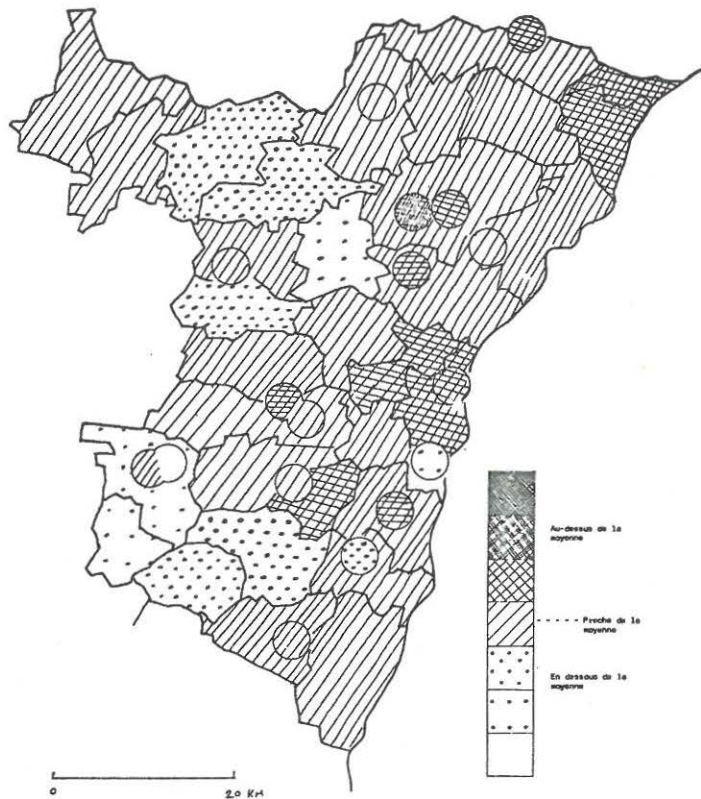 Au-dessus de la
moyenne
Proche de la
moyenne
En dessous de la
moyenne
0 20 KM